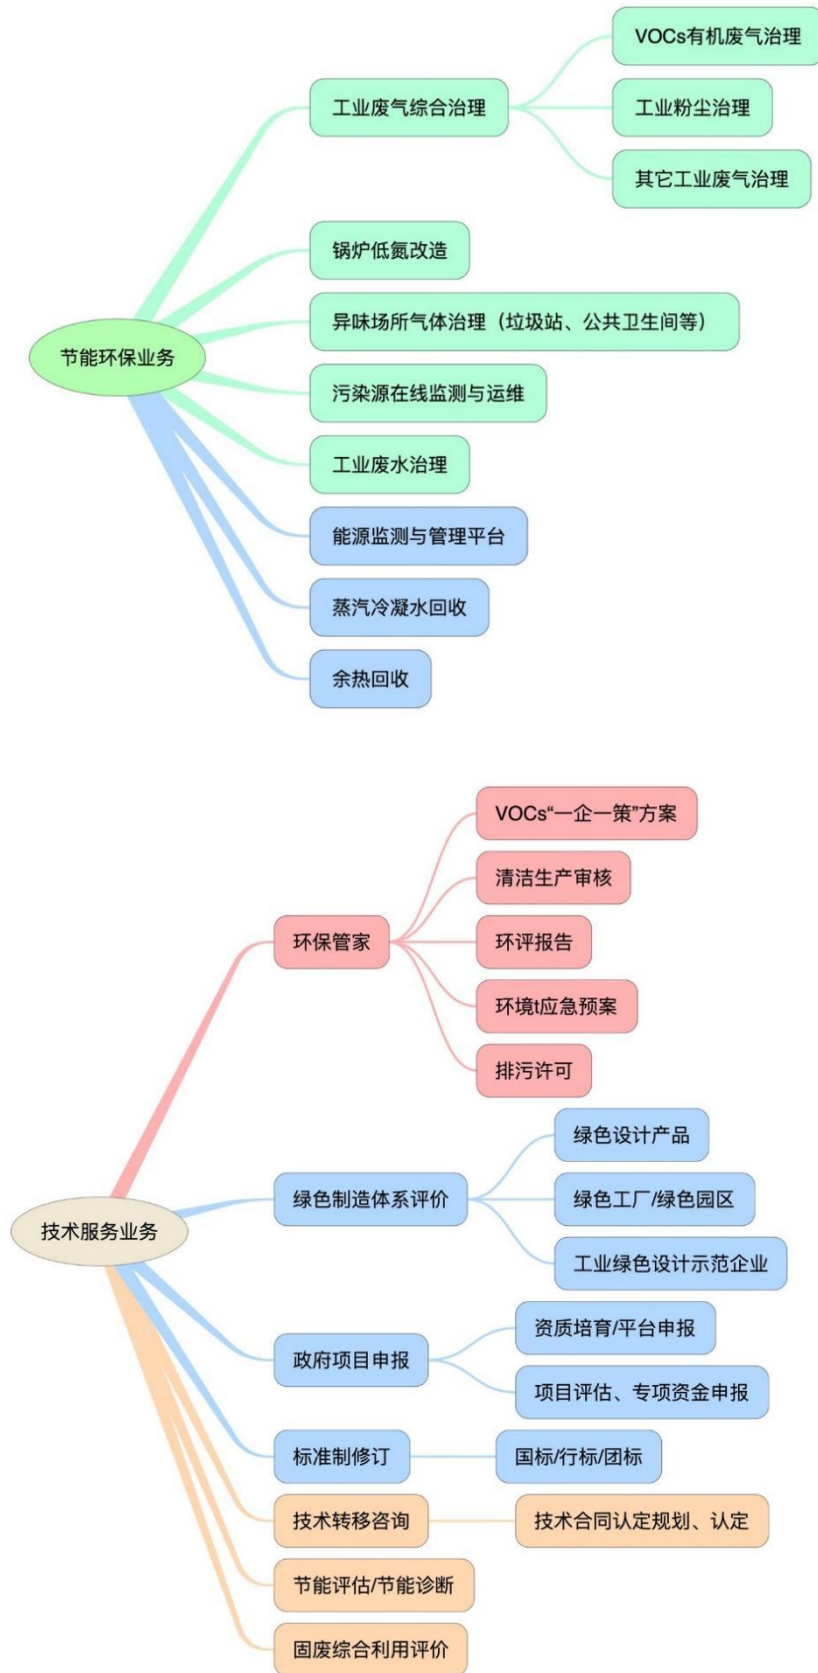 节能环保业务
工业废气综合治理
VOCs有机废气治理
工业粉尘治理
其它工业废气治理
锅炉低氮改造
异味场所气体治理（垃圾站、公共卫生间等）
污染源在线监测与运维
工业废水治理
能源监测与管理平台
蒸汽冷凝水回收
余热回收
技术服务业务
环保管家
VOCs“一企一策”方案
清洁生产审核
环评报告
环境t应急预案
排污许可
绿色制造体系评价
绿色设计产品
绿色工厂/绿色园区
工业绿色设计示范企业
政府项目申报
资质培育/平台申报
项目评估、专项资金申报
标准制修订
国标/行标/团标
技术转移咨询
技术合同认定规划、认定
节能评估/节能诊断
固废综合利用评价